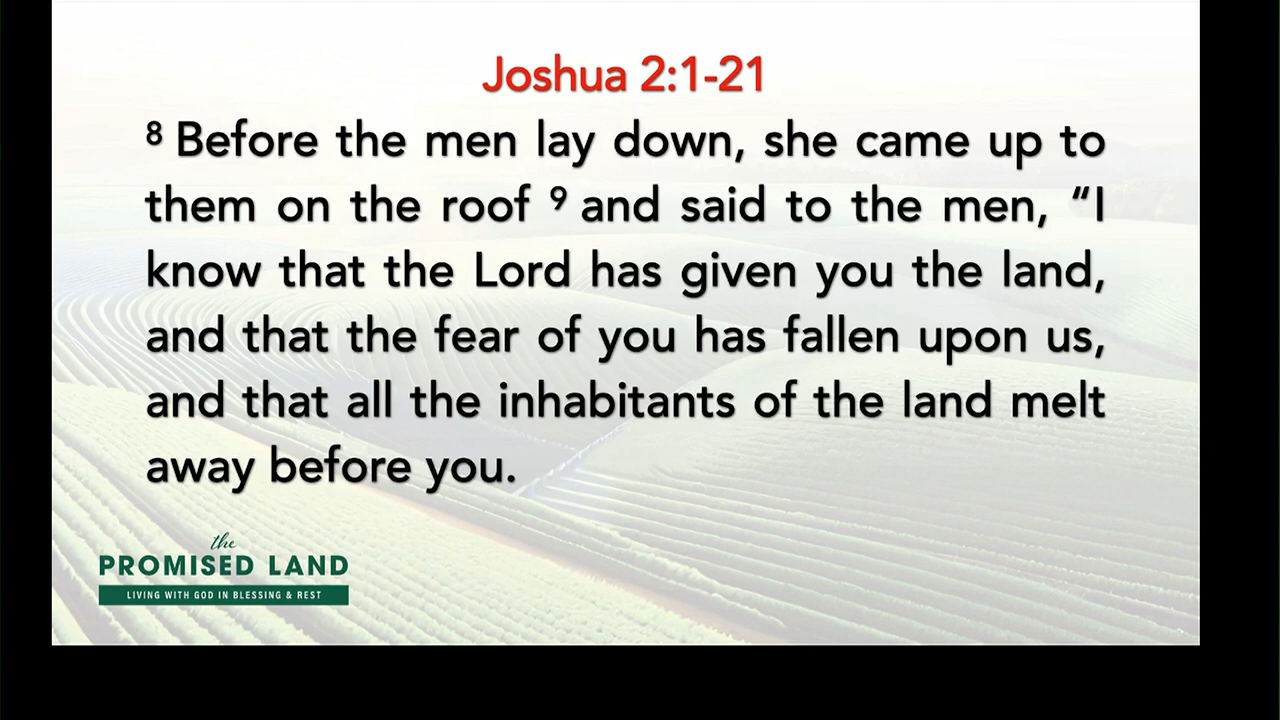 Joshua 2:1-21
⁸ Before the men lay down, she came up to
them on the roof ⁹ and said to the men, “I
know that the Lord has given you the land,
and that the fear of you has fallen upon us,
and that all the inhabitants of the land melt
away before you.
the
PROMISED LAND
LIVING WITH GOD IN BLESSING & REST